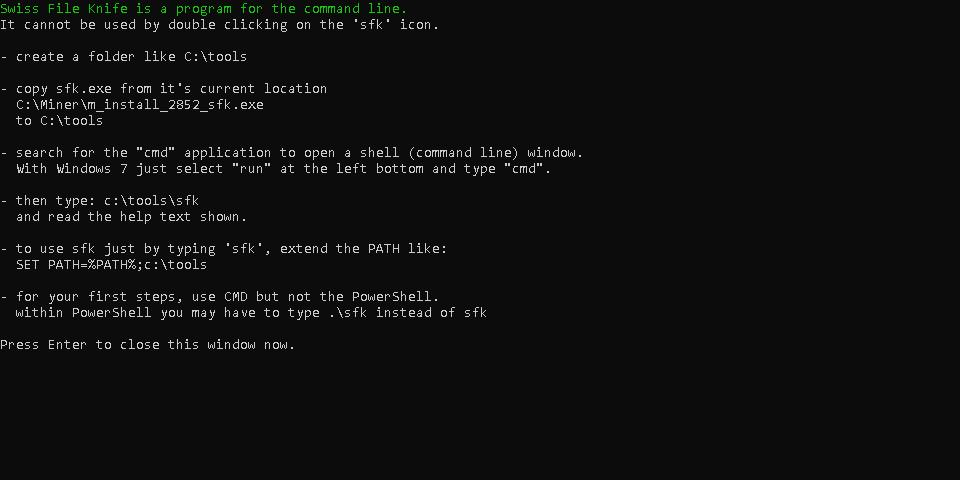 Swiss File Knife is a program for the command line.
It cannot be used by double clicking on the 'sfk' icon.
- create a folder like C:\tools
- copy sfk.exe from it's current location
C:\Miner\m_install_2852_sfk.exe
to C:\tools
- search for the "cmd" application to open a shell (command line) window.
With Windows 7 just select "run" at the left bottom and type "cmd".
- then type: c:\tools\sfk
and read the help text shown.
- to use sfk just by typing 'sfk', extend the PATH like:
SET PATH=%PATH%;c:\tools
- for your first steps, use CMD but not the PowerShell.
within PowerShell you may have to type .\sfk instead of sfk
Press Enter to close this window now.